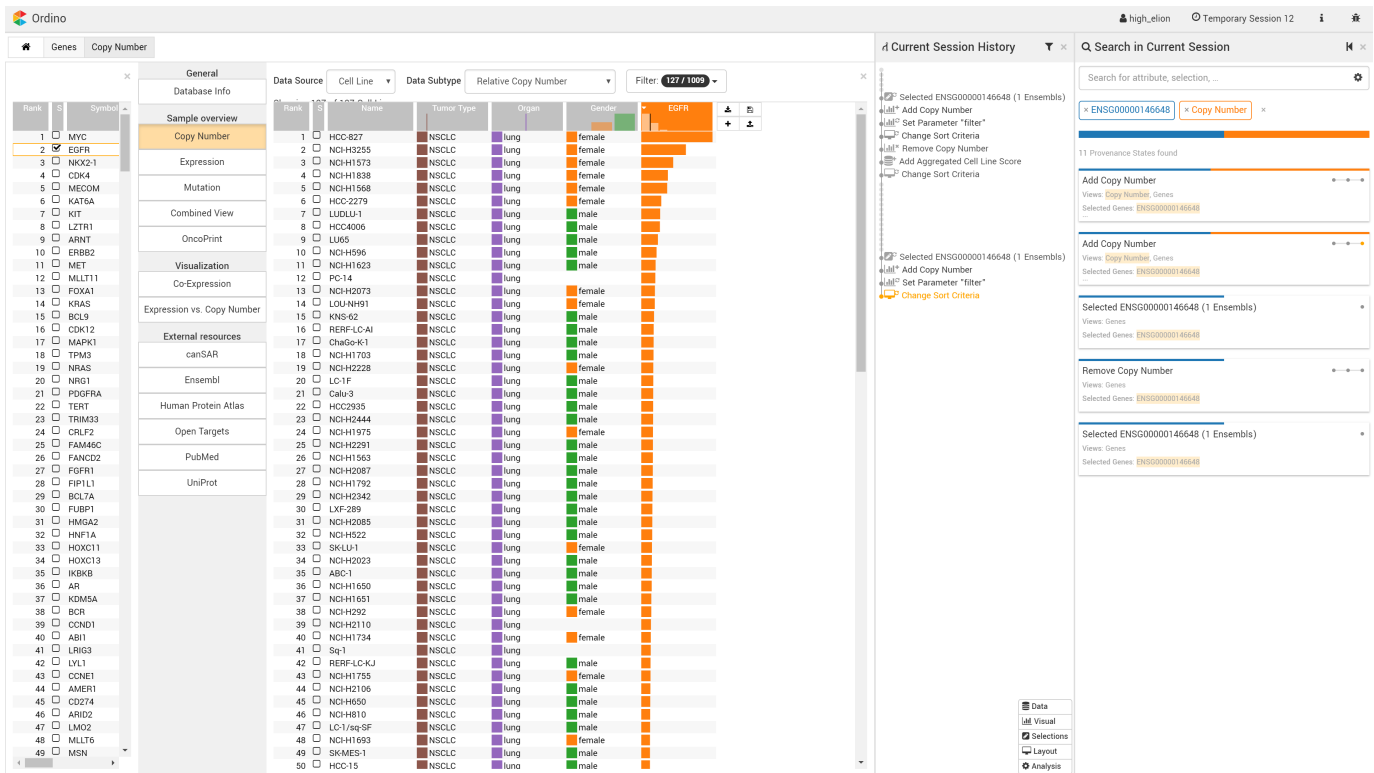 Ordino
high_elion Temporary Session 12
Genes Copy Number
Rank S Symbol
1 MYC
2 EGFR
3 NKX2-1
4 CDK4
5 MECOM
6 KAT6A
7 KIT
8 LZTR1
9 ARNT
10 ERBB2
11 MET
12 MLLT11
13 FOXA1
14 KRAS
15 BCL9
16 CDK12
17 MAPK1
18 TPM3
19 NRAS
20 NRG1
21 PDGFRA
22 TERT
23 TRIM33
24 CRLF2
25 FAM46C
26 FANCD2
27 FGFR1
28 FIP1L1
29 BCL7A
30 FUBP1
31 HMGA2
32 HNF1A
33 HOXC11
34 HOXC13
35 IKBKB
36 AR
37 KDM5A
38 BCR
39 CCND1
40 ABI1
41 LRIG3
42 LYL1
43 CCNE1
44 AMER1
45 CD274
46 ARID2
47 LMO2
48 MLLT6
49 MSN
General
Database Info
Sample overview
Copy Number
Expression
Mutation
Combined View
OncoPrint
Visualization
Co-Expression
Expression vs. Copy Number
External resources
canSAR
Ensembl
Human Protein Atlas
Open Targets
PubMed
UniProt
Data Source Cell Line Data Subtype Relative Copy Number Filter: 127 / 1009
Rank S Name Tumor Type Organ Gender EGFR
1 HCC-827 NSCLC lung female
2 NCI-H3255 NSCLC lung female
3 NCI-H1573 NSCLC lung female
4 NCI-H1838 NSCLC lung female
5 NCI-H1568 NSCLC lung female
6 HCC-2279 NSCLC lung female
7 LUDLU-1 NSCLC lung male
8 HCC4006 NSCLC lung male
9 LU65 NSCLC lung male
10 NCI-H596 NSCLC lung male
11 NCI-H1623 NSCLC lung male
12 PC-14 NSCLC lung
13 NCI-H2073 NSCLC lung female
14 LOU-NH91 NSCLC lung female
15 KNS-62 NSCLC lung male
16 RERF-LC-AI NSCLC lung male
17 ChaGo-K-1 NSCLC lung male
18 NCI-H1703 NSCLC lung male
19 NCI-H2228 NSCLC lung female
20 LC-1F NSCLC lung male
21 Calu-3 NSCLC lung male
22 HCC2935 NSCLC lung male
23 NCI-H2444 NSCLC lung male
24 NCI-H1975 NSCLC lung female
25 NCI-H2291 NSCLC lung male
26 NCI-H1563 NSCLC lung male
27 NCI-H2087 NSCLC lung male
28 NCI-H1792 NSCLC lung male
29 NCI-H2342 NSCLC lung male
30 LXF-289 NSCLC lung male
31 NCI-H2085 NSCLC lung male
32 NCI-H522 NSCLC lung male
33 SK-LU-1 NSCLC lung female
34 NCI-H2023 NSCLC lung male
35 ABC-1 NSCLC lung male
36 NCI-H1650 NSCLC lung male
37 NCI-H1651 NSCLC lung male
38 NCI-H292 NSCLC lung female
39 NCI-H2110 NSCLC lung
40 NCI-H1734 NSCLC lung female
41 Sq-1 NSCLC lung
42 RERF-LC-KJ NSCLC lung male
43 NCI-H1755 NSCLC lung female
44 NCI-H2106 NSCLC lung male
45 NCI-H650 NSCLC lung male
46 NCI-H810 NSCLC lung male
47 LC-1/sq-SF NSCLC lung male
48 NCI-H1693 NSCLC lung female
49 SK-MES-1 NSCLC lung male
50 HCC-15 NSCLC lung male
Current Session History
Selected ENSG00000146648 (1 Ensembls)
Add Copy Number
Set Parameter "filter"
Change Sort Criteria
Remove Copy Number
Add Aggregated Cell Line Score
Change Sort Criteria
Selected ENSG00000146648 (1 Ensembls)
Add Copy Number
Set Parameter "filter"
Change Sort Criteria
Data
Visual
Selections
Layout
Analysis
Search in Current Session
Search for attribute, selection, ...
× ENSG00000146648 × Copy Number ×
11 Provenance States found
Add Copy Number
Views: Copy Number, Genes
Selected Genes: ENSG00000146648
...
Add Copy Number
Views: Copy Number, Genes
Selected Genes: ENSG00000146648
...
Selected ENSG00000146648 (1 Ensembls)
Views: Genes
Selected Genes: ENSG00000146648
Remove Copy Number
Views: Genes
Selected Genes: ENSG00000146648
Selected ENSG00000146648 (1 Ensembls)
Views: Genes
Selected Genes: ENSG00000146648